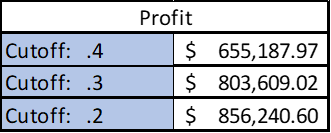 Profit
Cutoff: .4 $ 655,187.97
Cutoff: .3 $ 803,609.02
Cutoff: .2 $ 856,240.60